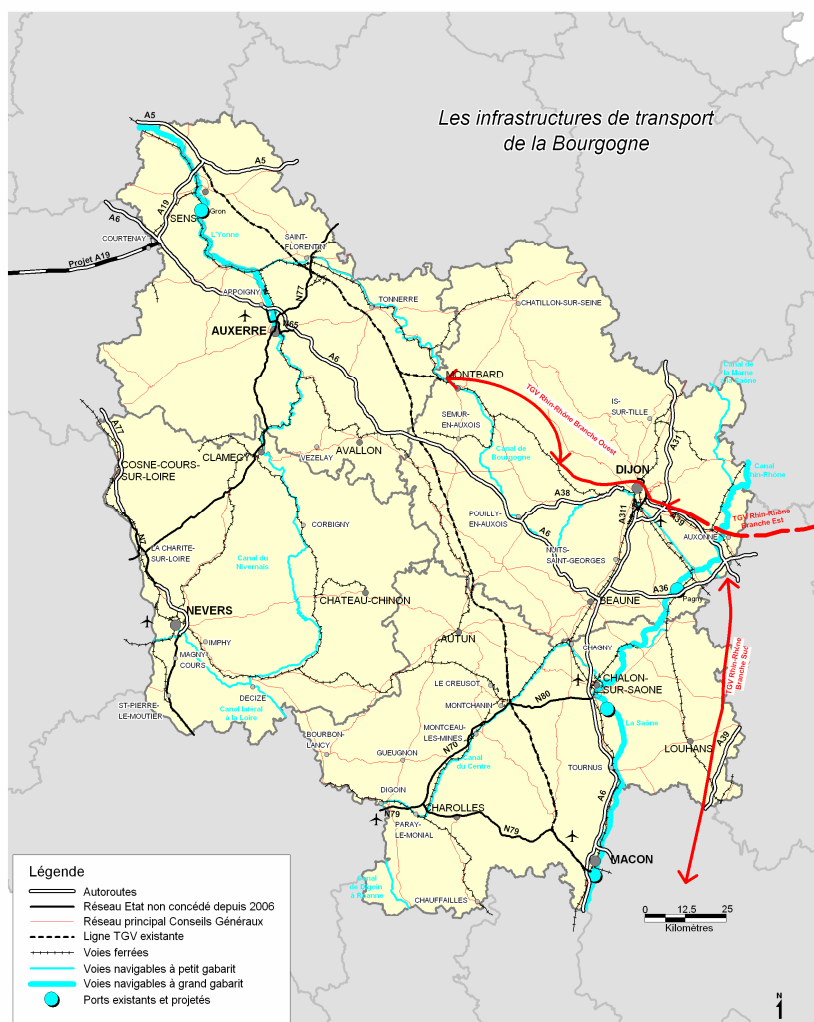 Les infrastructures de transport
de la Bourgogne
A5
A5
A19
A6
SENS
Gron
COURTENAY
L'Yonne
SAINT-
FLORENTIN
Projet A19
APPOIGNY
N77
TONNERRE
CHATILLON-SUR-SEINE
AUXERRE
N65
A6
MONTBARD
Canal de
la Marne
à la Saône
TGV Rhin-Rhône Branche Ouest
SEMUR-
EN-AUXOIS
IS-
SUR-TILLE
A77
CLAMECY
VEZELAY
AVALLON
Canal de
Bourgogne
A31
COSNE-COURS-
SUR-LOIRE
DIJON
Canal
Rhin-Rhône
A38
CORBIGNY
POUILLY-
EN-AUXOIS
A6
A311
A39
TGV Rhin-Rhône
Branche Est
AUXONNE
N7
LA CHARITE-
SUR-LOIRE
Canal du
Nivernais
NUITS-
SAINT-GEORGES
CHATEAU-CHINON
BEAUNE
A36
Pagny
NEVERS
IMPHY
AUTUN
CHAGNY
MAGNY-
COURS
TGV Rhin-Rhône
Branche Sud
LE CREUSOT
CHALON-
SUR-SAONE
DECIZE
N80
ST-PIERRE-
LE-MOUTIER
Canal latéral
à la Loire
MONTCHANIN
La Saône
BOURBON-
LANCY
MONTCEAU-
LES-MINES
N70
GUEUGNON
LOUHANS
A39
Canal
du Centre
TOURNUS
DIGOIN
A6
CHAROLLES
N79
PARAY-
LE-MONIAL
N79
MACON
Canal
de Digoin
à Roanne
CHAUFFAILLES
Légende
Autoroutes
Réseau Etat non concédé depuis 2006
Réseau principal Conseils Généraux
Ligne TGV existante
Voies ferrées
Voies navigables à petit gabarit
Voies navigables à grand gabarit
Ports existants et projetés
0 12.5 25
Kilomètres
N